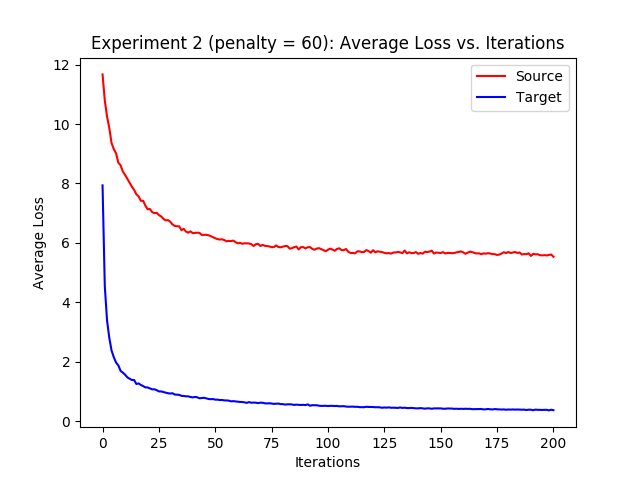 Experiment 2 (penalty = 60): Average Loss vs. Iterations
Source
Target
Average Loss
12
10
8
6
4
2
0
0 25 50 75 100 125 150 175 200
Iterations